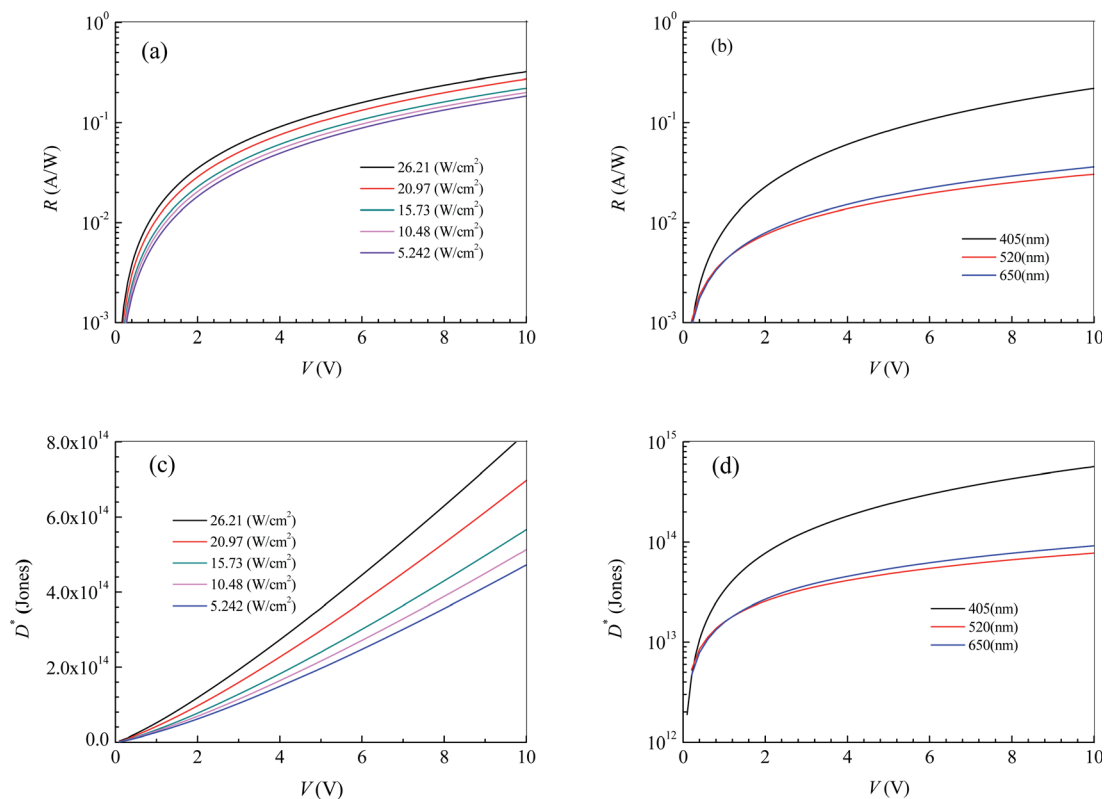 (a)
10⁰
10⁻¹
10⁻²
10⁻³
R (A/W)
26.21 (W/cm²)
20.97 (W/cm²)
15.73 (W/cm²)
10.48 (W/cm²)
5.242 (W/cm²)
0 2 4 6 8 10
V (V)
(b)
10⁰
10⁻¹
10⁻²
10⁻³
R (A/W)
405(nm)
520(nm)
650(nm)
0 2 4 6 8 10
V (V)
(c)
8.0x10¹⁴
6.0x10¹⁴
4.0x10¹⁴
2.0x10¹⁴
0.0
D* (Jones)
26.21 (W/cm²)
20.97 (W/cm²)
15.73 (W/cm²)
10.48 (W/cm²)
5.242 (W/cm²)
0 2 4 6 8 10
V (V)
(d)
10¹⁵
10¹⁴
10¹³
10¹²
D* (Jones)
405(nm)
520(nm)
650(nm)
0 2 4 6 8 10
V (V)